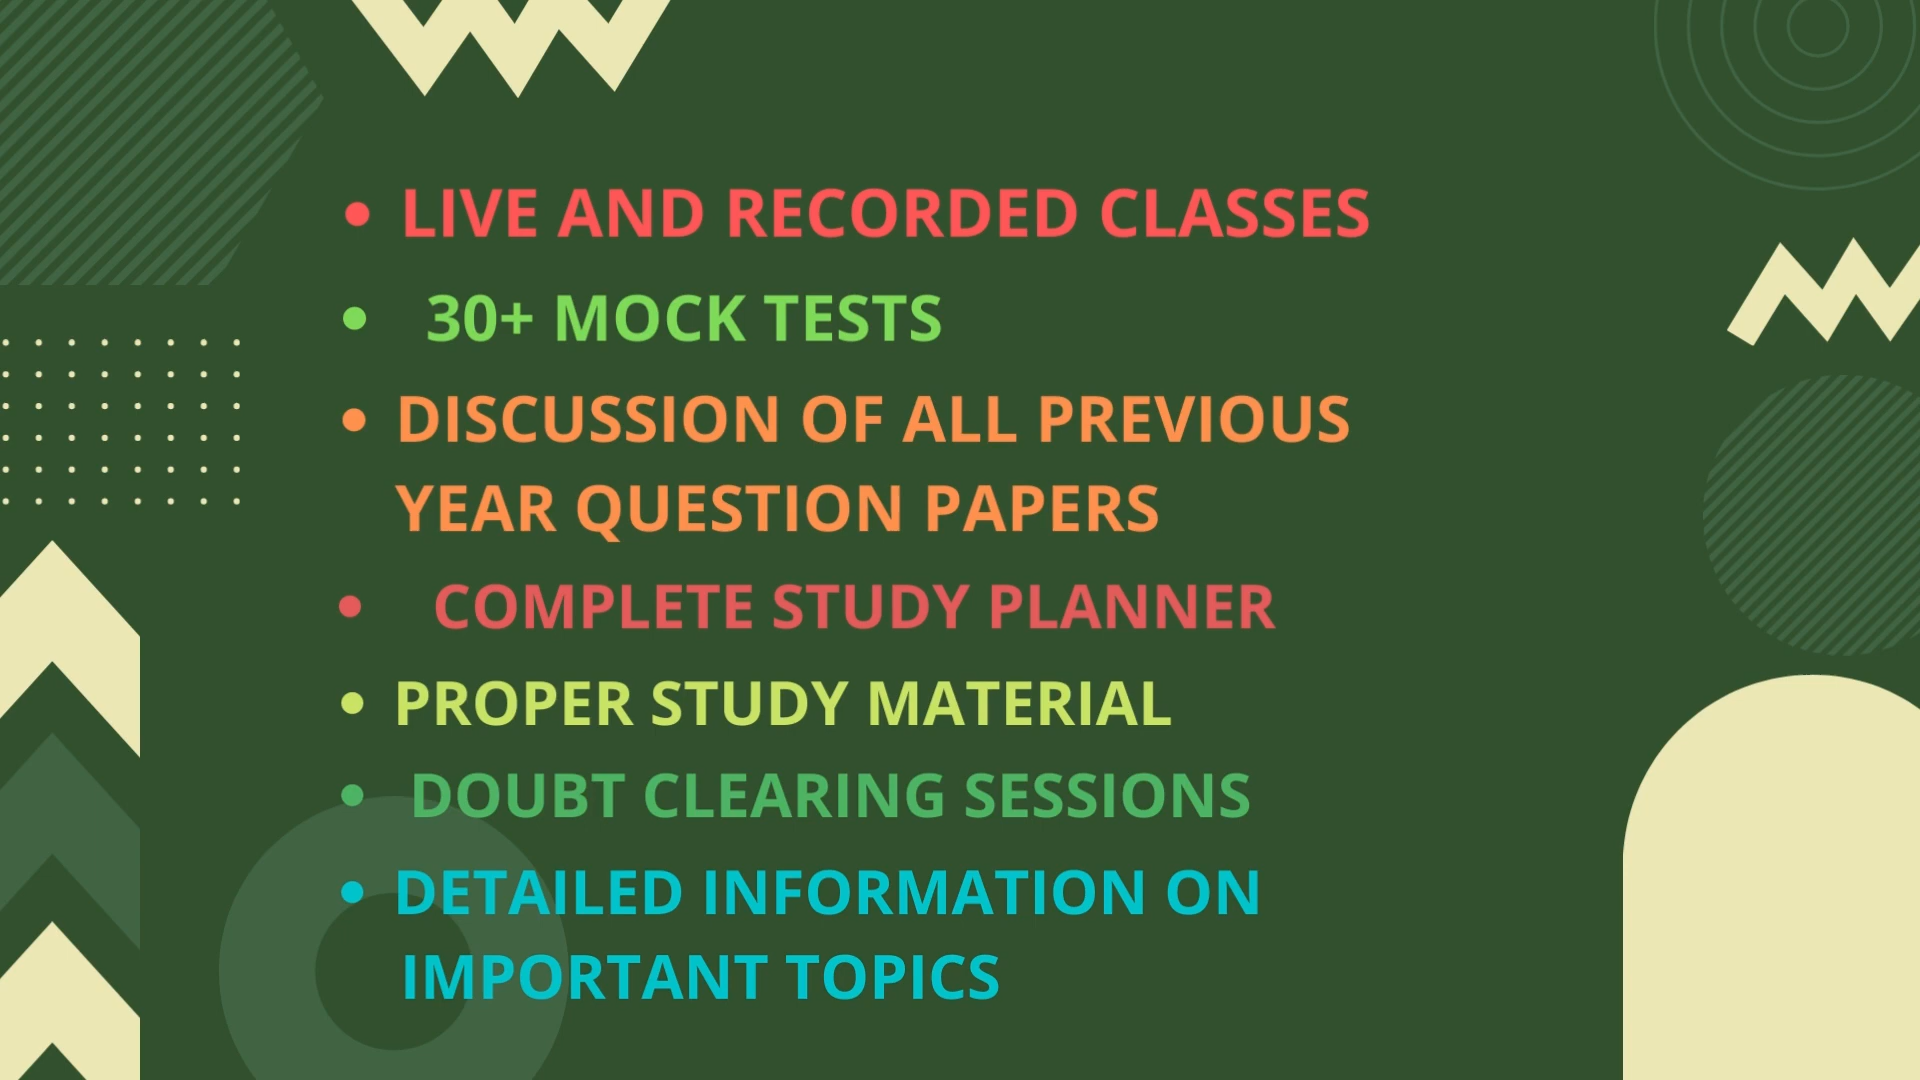 • LIVE AND RECORDED CLASSES
• 30+ MOCK TESTS
• DISCUSSION OF ALL PREVIOUS
YEAR QUESTION PAPERS
• COMPLETE STUDY PLANNER
• PROPER STUDY MATERIAL
• DOUBT CLEARING SESSIONS
• DETAILED INFORMATION ON
IMPORTANT TOPICS